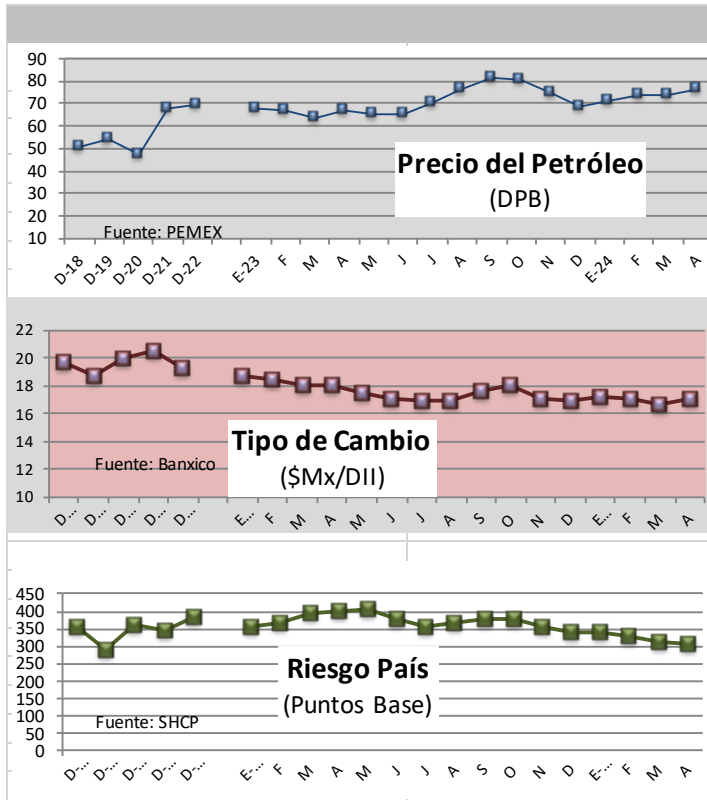 90
80
70
60
50
40
30
20
10
Precio del Petróleo
(DPB)
Fuente: PEMEX
D-18 D-19 D-20 D-21 D-22 E-23 F M A M J J A S O N D E-24 F M A
22
20
18
16
14
12
10
Tipo de Cambio
($Mx/Dll)
Fuente: Banxico
D... D... D... D... D... E... F M A M J J A S O N D E... F M A
450
400
350
300
250
200
150
100
50
0
Riesgo País
(Puntos Base)
Fuente: SHCP
D-... D-... D-... D-... D-... E-... F M A M J J A S O N D E-... F M A